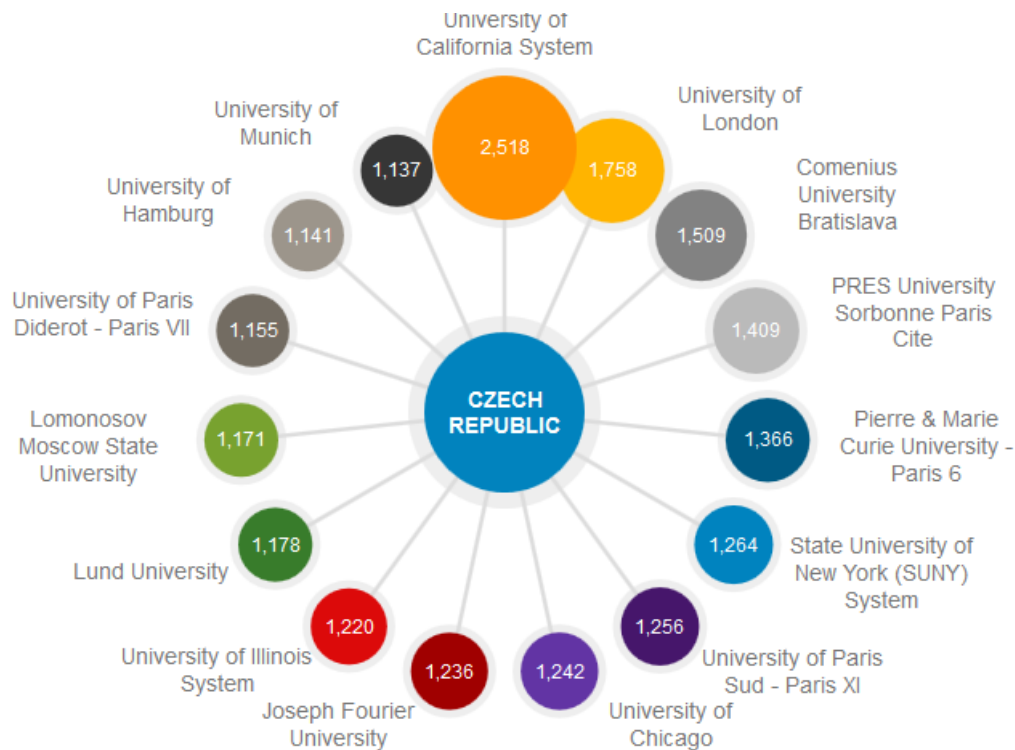 University of
California System
2,518
University of
London
1,758
Comenius
University
Bratislava
1,509
PRES University
Sorbonne Paris
Cite
1,409
Pierre & Marie
Curie University -
Paris 6
1,366
State University of
New York (SUNY)
System
1,264
University of Paris
Sud - Paris XI
1,256
University of
Chicago
1,242
Joseph Fourier
University
1,236
University of Illinois
System
1,220
Lund University
1,178
Lomonosov
Moscow State
University
1,171
University of Paris
Diderot - Paris VII
1,155
University of
Hamburg
1,141
University of
Munich
1,137
CZECH
REPUBLIC